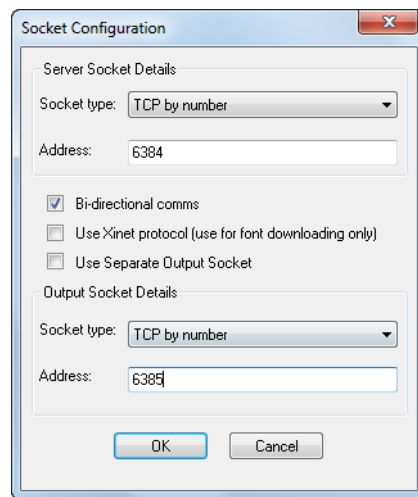 Socket Configuration
Server Socket Details
Socket type: TCP by number
Address: 6384
Bi-directional comms
Use Xinet protocol (use for font downloading only)
Use Separate Output Socket
Output Socket Details
Socket type: TCP by number
Address: 6385
OK Cancel